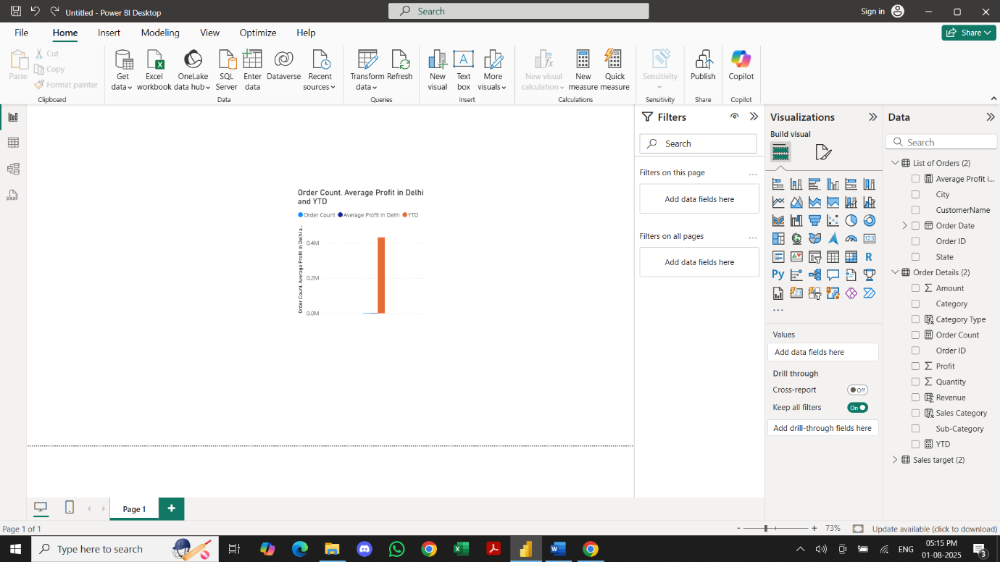 Untitled - Power BI Desktop
Search
Sign in
File Home Insert Modeling View Optimize Help
Share
Paste
Cut
Copy
Format painter
Clipboard
Get data
Excel workbook
OneLake data hub
SQL Server
Enter data
Dataverse
Recent sources
Data
Transform data
Refresh
Queries
New visual
Text box
More visuals
Insert
New visual calculation
New measure
Quick measure
Calculations
Sensitivity
Sensitivity
Publish
Share
Copilot
Copilot
Order Count, Average Profit in Delhi
and YTD
Order Count Average Profit in Delhi YTD
Order Count, Average Profit in Delhi a...
0.4M
0.2M
0.0M
Filters
Search
Filters on this page ...
Add data fields here
Filters on all pages ...
Add data fields here
Visualizations
Build visual
R
Py
123
123
...
Values
Add data fields here
Drill through
Cross-report Off
Keep all filters On
Add drill-through fields here
Data
Search
List of Orders (2)
Average Profit i...
City
CustomerName
Order Date
Order ID
State
Order Details (2)
Amount
Category
Category Type
Order Count
Order ID
Profit
Quantity
Revenue
Sales Category
Sub-Category
YTD
Sales target (2)
Page 1
+
Page 1 of 1
- + 73%
Update available (click to download)
Type here to search
ENG
05:15 PM
01-08-2025
3